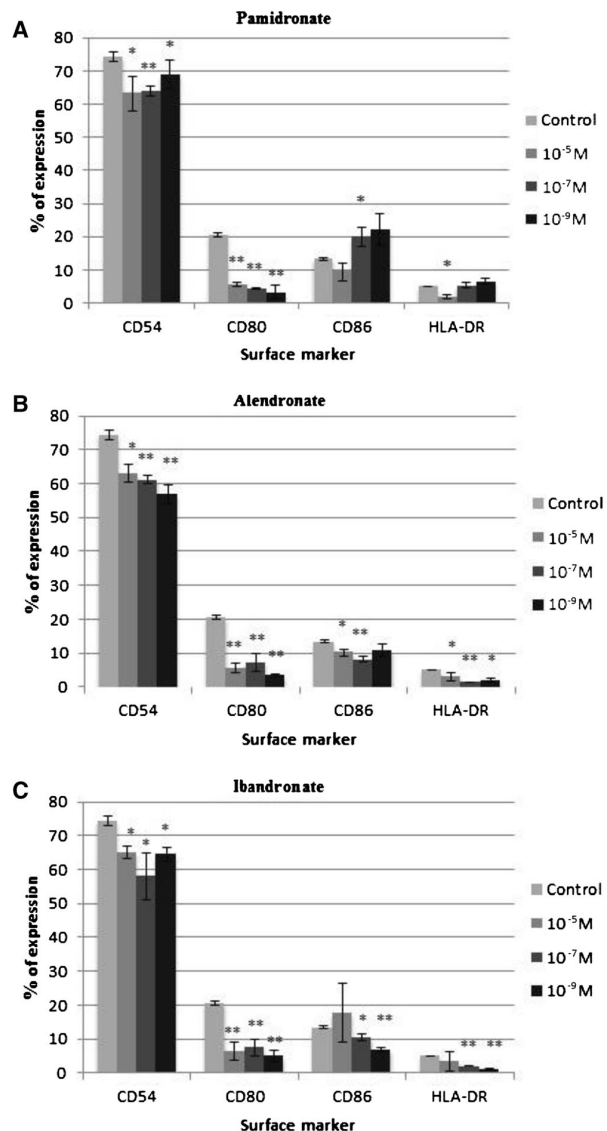 A
Pamidronate
% of expression
80
70
60
50
40
30
20
10
0
* ** *
** ** **
*
*
CD54 CD80 CD86 HLA-DR
Surface marker
Control
10⁻⁵M
10⁻⁷M
10⁻⁹M
B
Alendronate
% of expression
80
70
60
50
40
30
20
10
0
* ** **
** ** **
* **
* ** *
CD54 CD80 CD86 HLA-DR
Surface marker
Control
10⁻⁵M
10⁻⁷M
10⁻⁹M
C
Ibandronate
% of expression
80
70
60
50
40
30
20
10
0
* * *
** ** **
* **
** **
CD54 CD80 CD86 HLA-DR
Surface marker
Control
10⁻⁵M
10⁻⁷M
10⁻⁹M